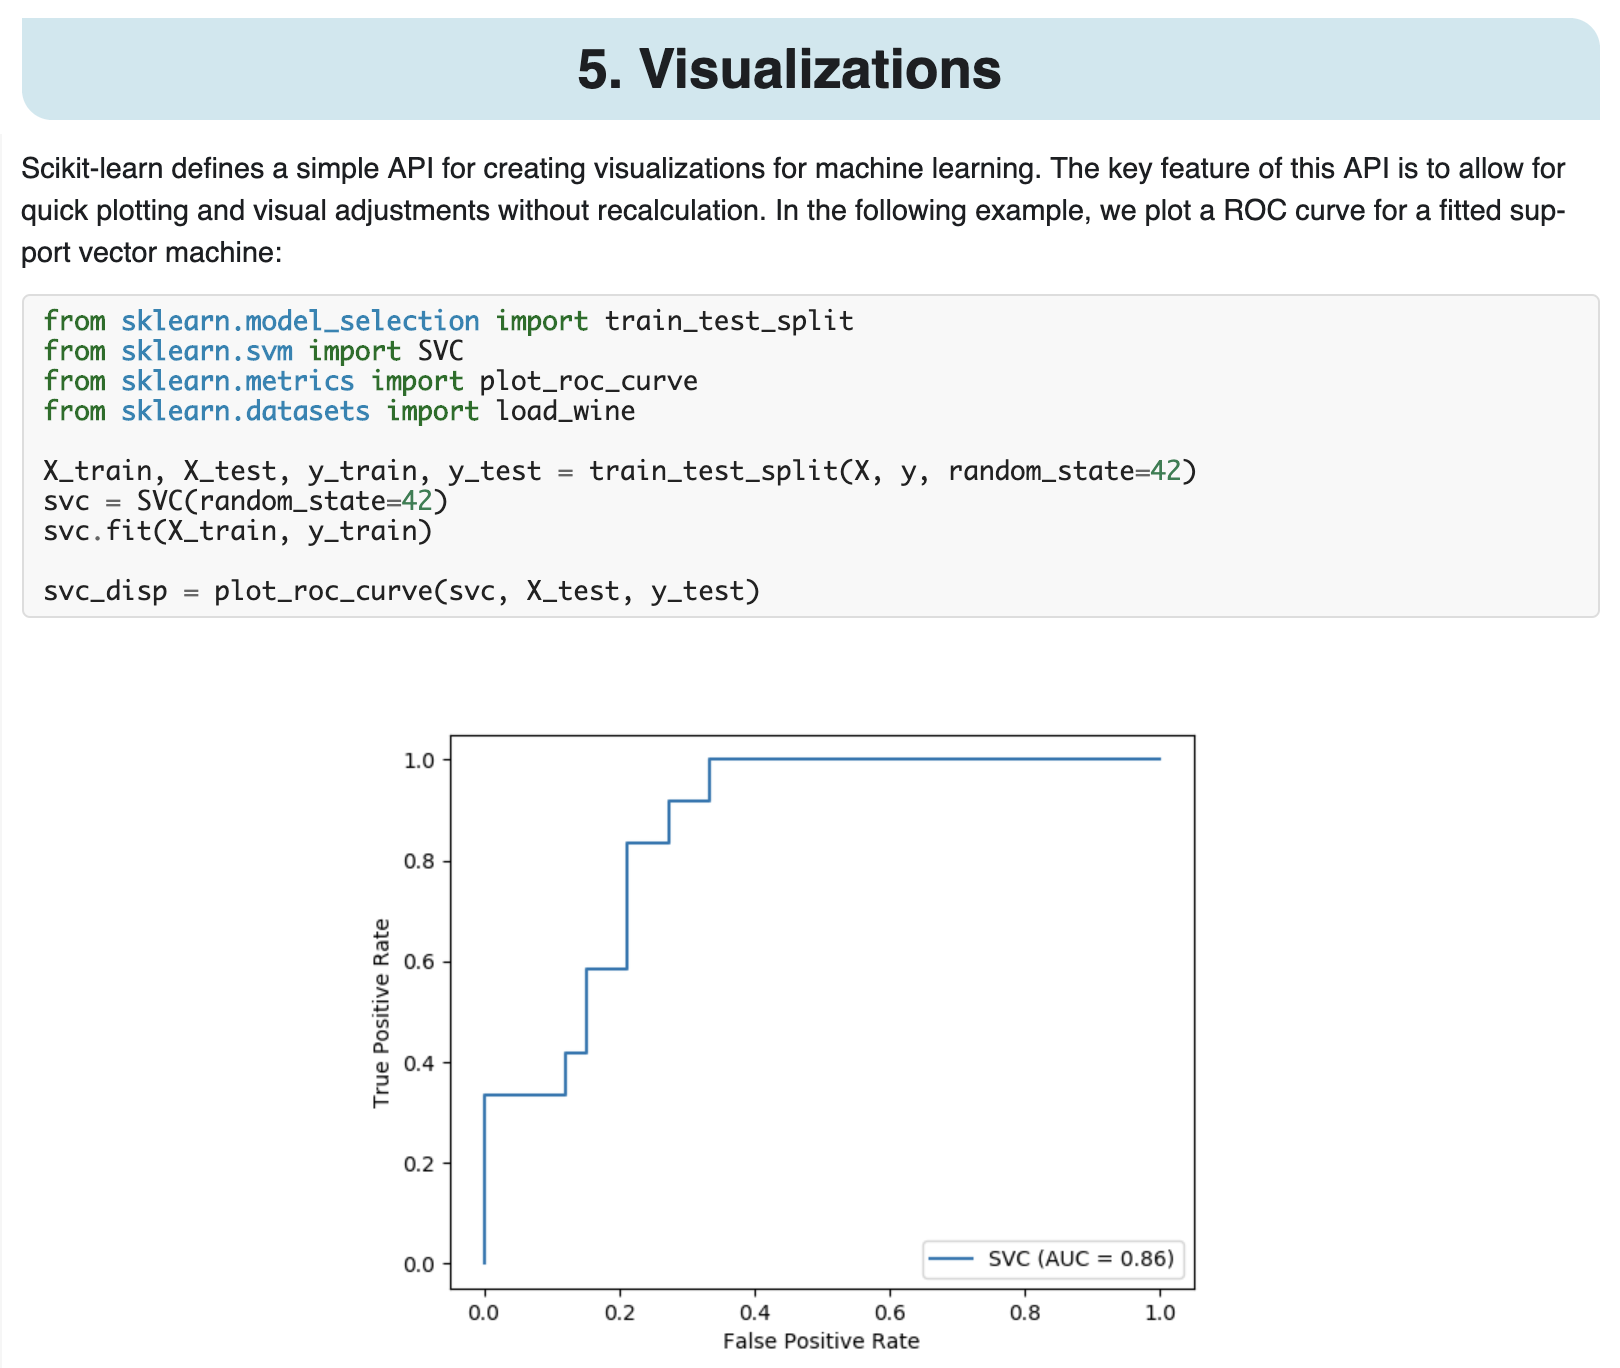 5. Visualizations
Scikit-learn defines a simple API for creating visualizations for machine learning. The key feature of this API is to allow for
quick plotting and visual adjustments without recalculation. In the following example, we plot a ROC curve for a fitted sup-
port vector machine:
from sklearn.model_selection import train_test_split
from sklearn.svm import SVC
from sklearn.metrics import plot_roc_curve
from sklearn.datasets import load_wine
X_train, X_test, y_train, y_test = train_test_split(X, y, random_state=42)
svc = SVC(random_state=42)
svc.fit(X_train, y_train)
svc_disp = plot_roc_curve(svc, X_test, y_test)
1.0
0.8
0.6
0.4
0.2
0.0
True Positive Rate
SVC (AUC = 0.86)
0.0 0.2 0.4 0.6 0.8 1.0
False Positive Rate